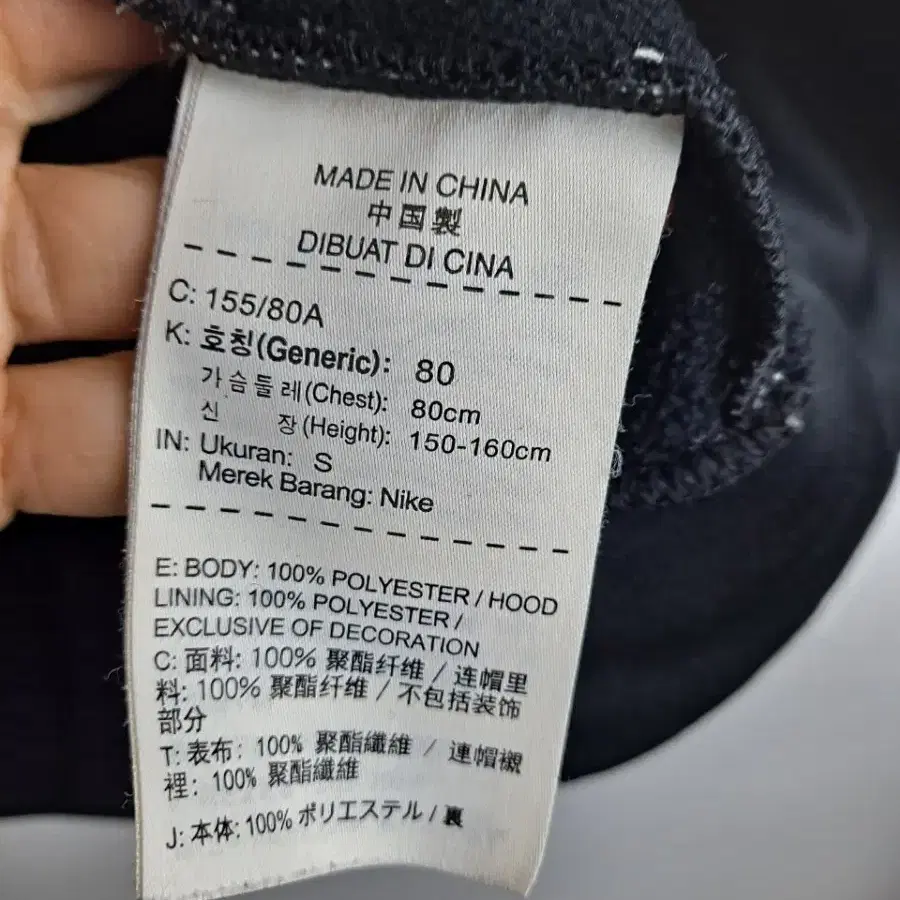 MADE IN CHINA
中国製
DIBUAT DI CINA
C: 155/80A
K: 호칭(Generic): 80
가슴둘레(Chest): 80cm
신 장(Height): 150-160cm
IN: Ukuran: S
Merek Barang: Nike
E: BODY: 100% POLYESTER / HOOD
LINING: 100% POLYESTER /
EXCLUSIVE OF DECORATION
C: 面料: 100% 聚酯纤维 / 连帽里
料: 100% 聚酯纤维 / 不包括装饰
部分
T: 表布: 100% 聚酯纖維 / 連帽襯
裡: 100% 聚酯纖維
J: 本体: 100% ポリエステル / 裏